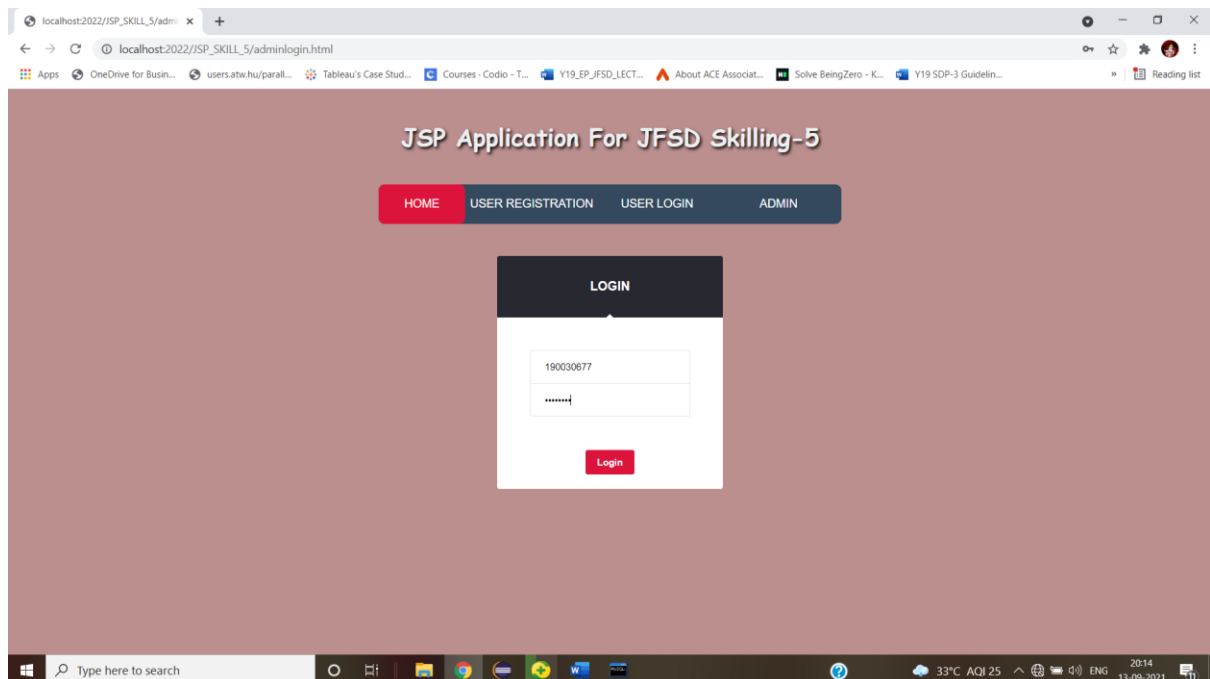 localhost:2022/JSP_SKILL_5/admi
localhost:2022/JSP_SKILL_5/adminlogin.html
Apps OneDrive for Busin... users.atw.hu/parall... Tableau's Case Stud... Courses - Codio - T... Y19_EP_JFSD_LECT... About ACE Associat... Solve BeingZero - K... Y19 SDP-3 Guidelin... » Reading list
JSP Application For JFSD Skilling-5
HOME USER REGISTRATION USER LOGIN ADMIN
LOGIN
190030677
••••••••
Login
Type here to search 33°C AQI 25 ENG 20:14
13-09-2021